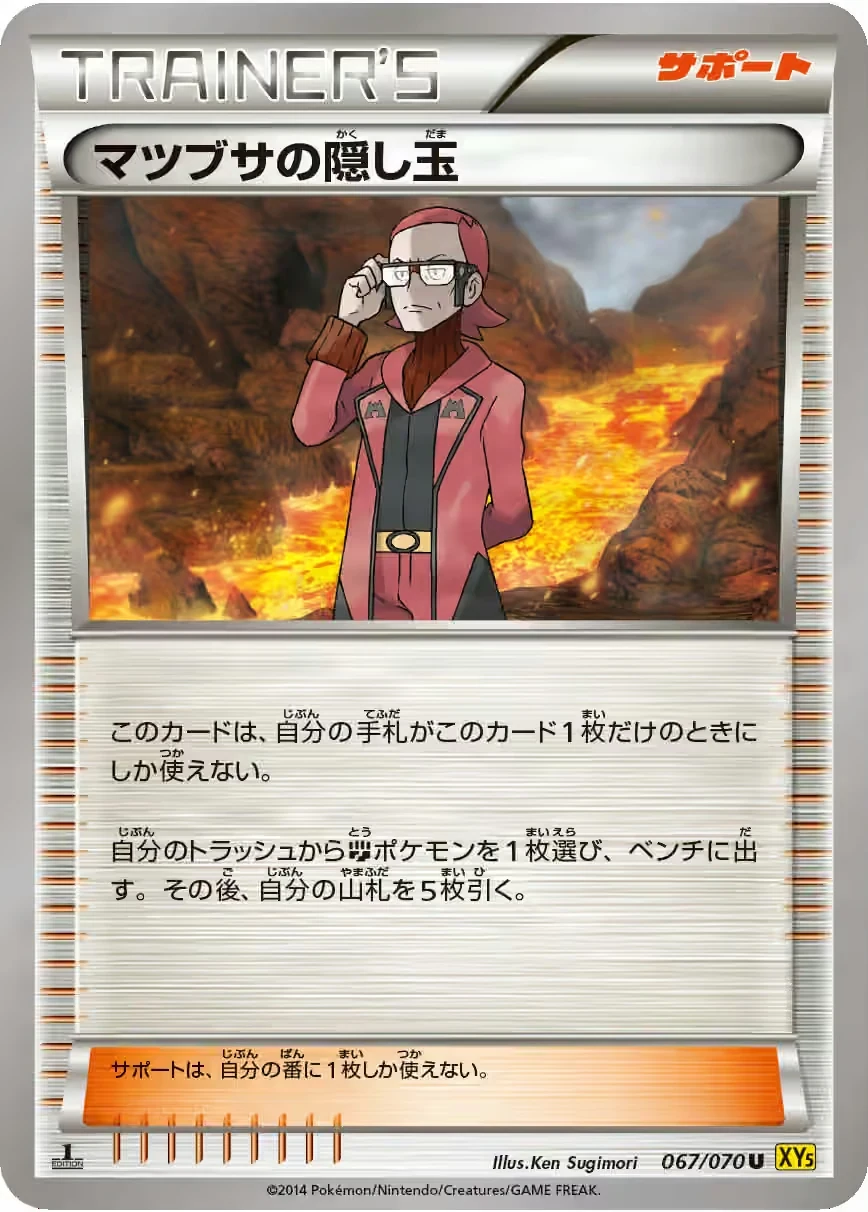 TRAINER'S
サポート
マツブサの隠し玉
このカードは、自分の手札がこのカード1枚だけのときに
しか使えない。
自分のトラッシュから闘ポケモンを1枚選び、ベンチに出
す。その後、自分の山札を5枚引く。
サポートは、自分の番に1枚しか使えない。
1 EDITION
Illus.Ken Sugimori 067/070 U XY5
©2014 Pokémon/Nintendo/Creatures/GAME FREAK.